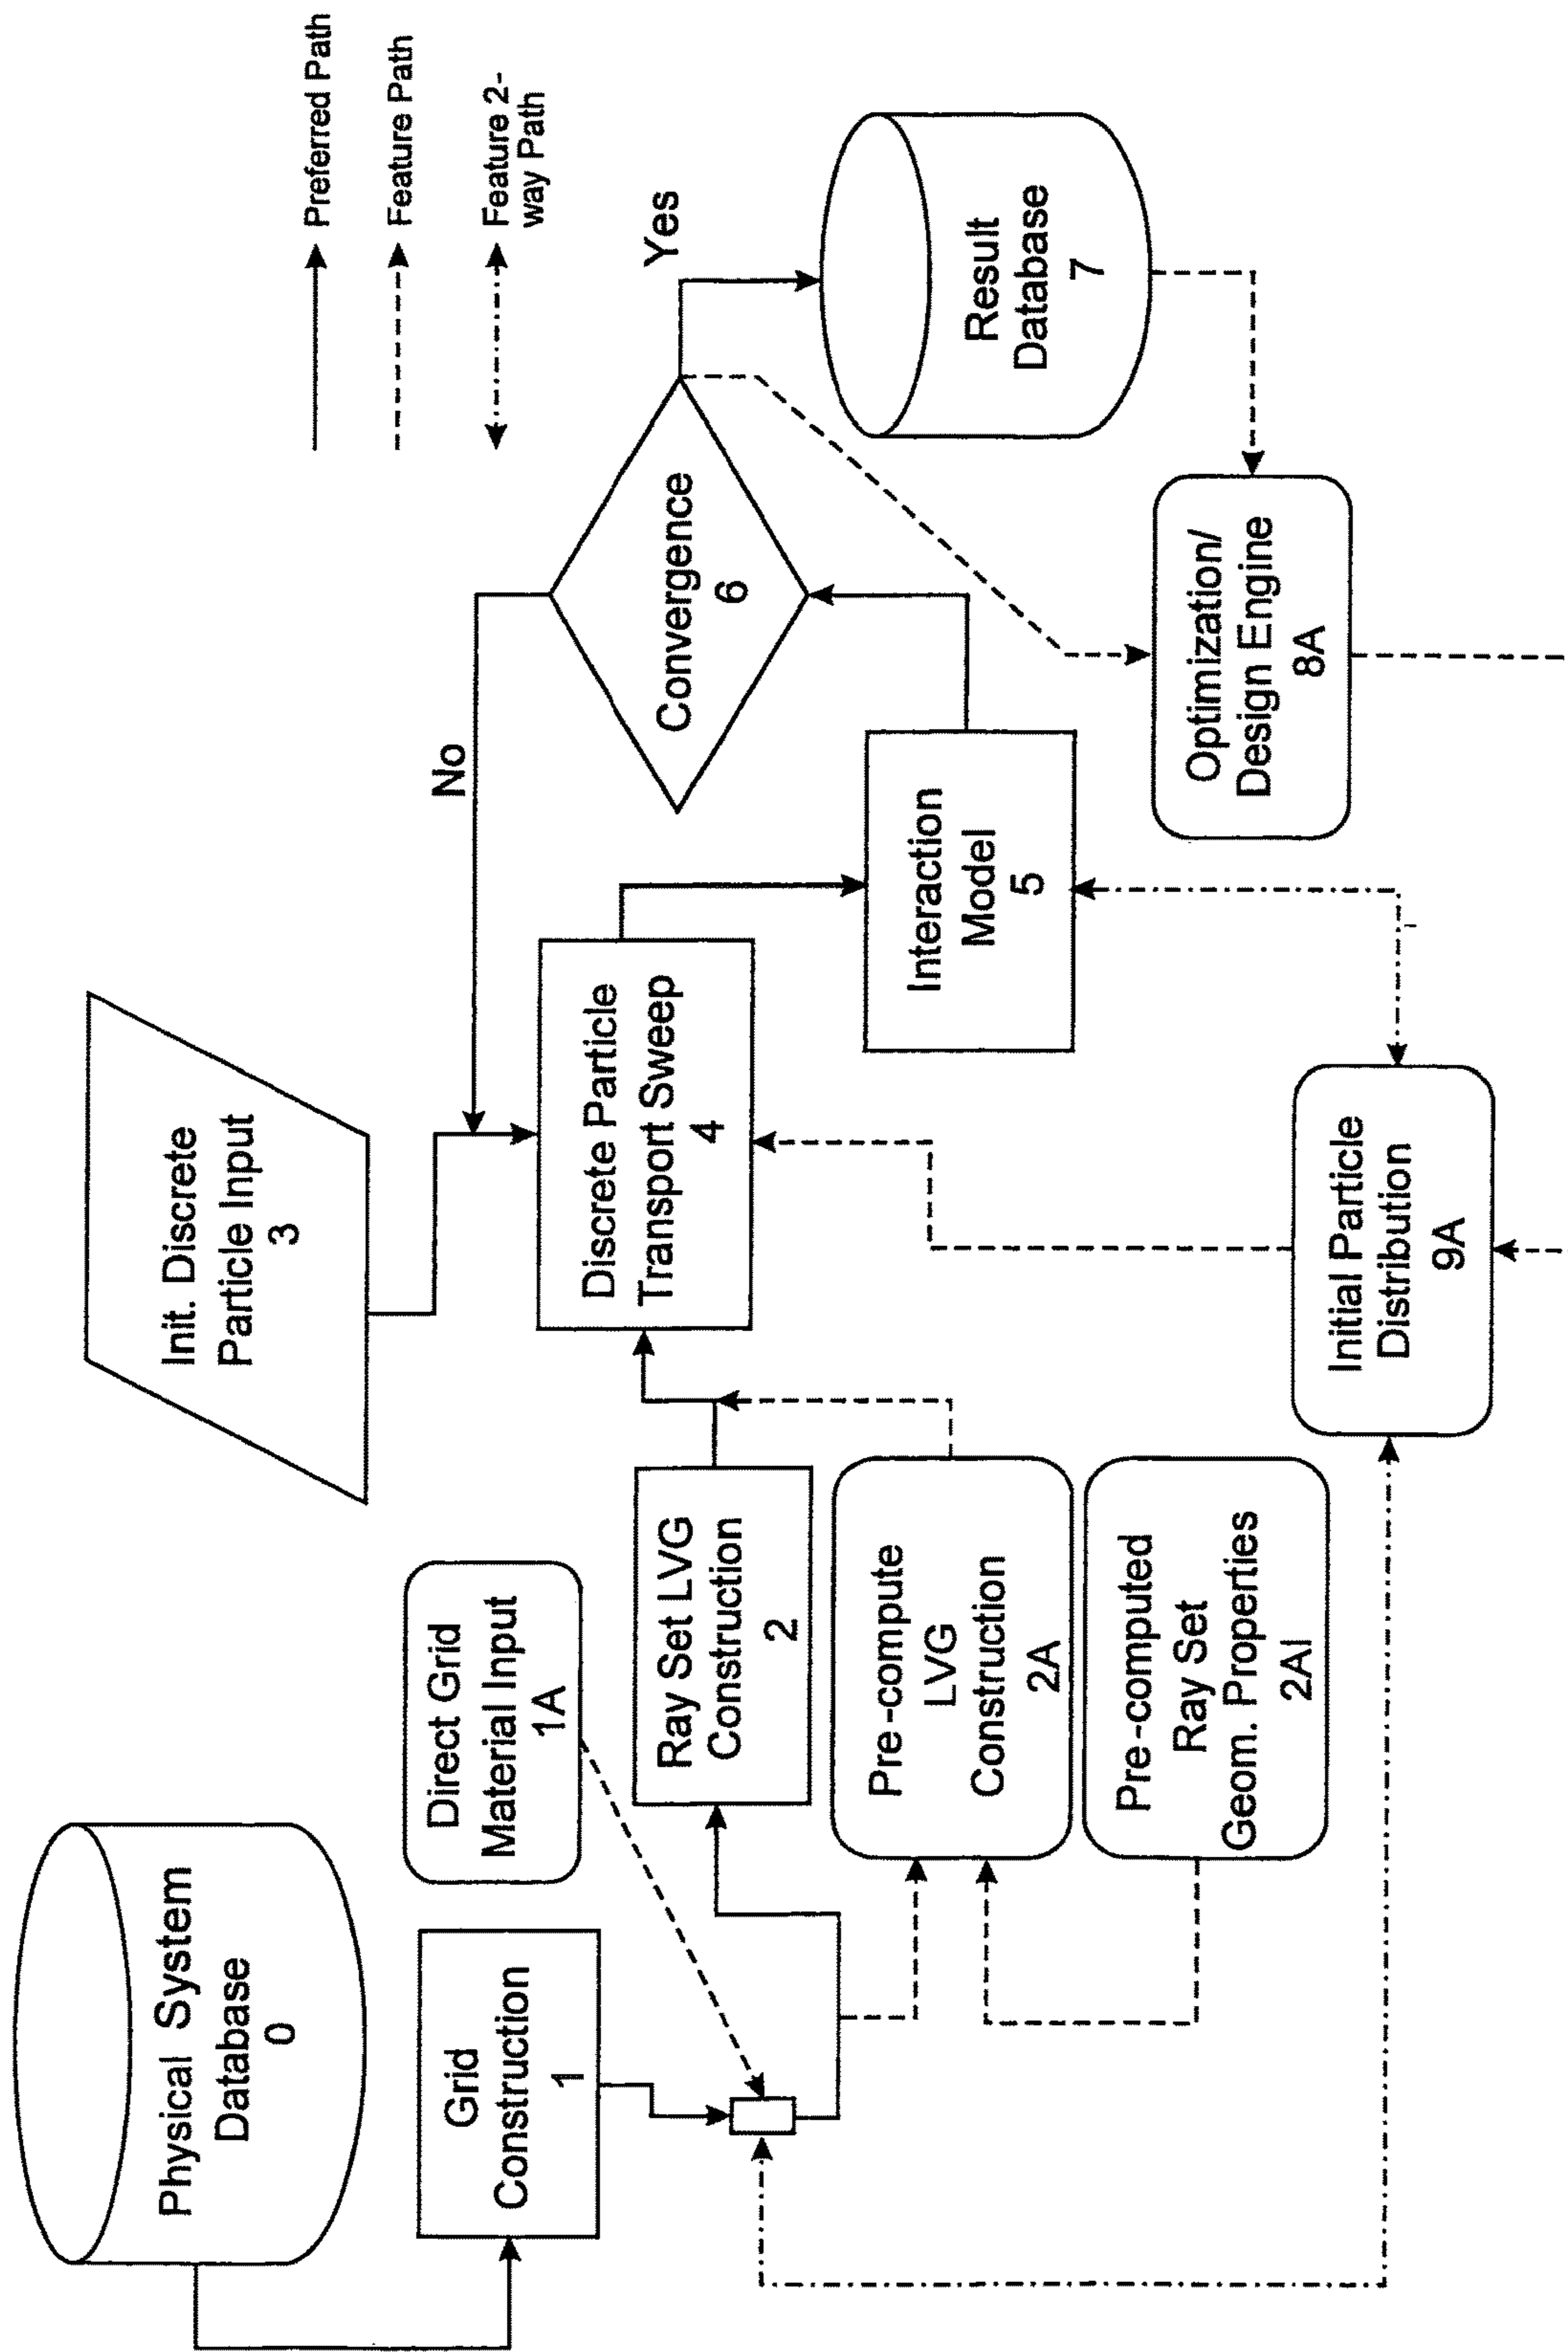 Physical System
Database
0
Grid
Construction
1
Direct Grid
Material Input
1A
Ray Set LVG
Construction
2
Pre-compute
LVG
Construction
2A
Pre-computed
Ray Set
Geom. Properties
2AI
Init. Discrete
Particle Input
3
Discrete Particle
Transport Sweep
4
Interaction
Model
5
No
Convergence
6
Yes
Result
Database
7
Optimization/
Design Engine
8A
Initial Particle
Distribution
9A
Preferred Path
Feature Path
Feature 2-
way Path